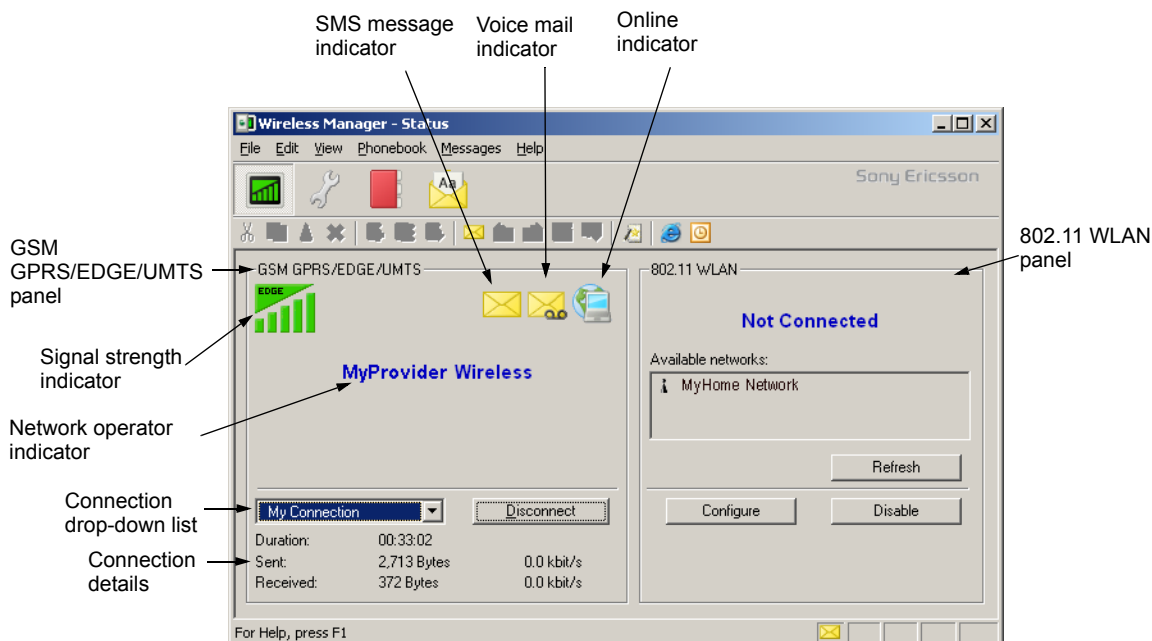 SMS message
indicator
Voice mail
indicator
Online
indicator
Wireless Manager - Status
File Edit View Phonebook Messages Help
Aa
Sony Ericsson
GSM
GPRS/EDGE/UMTS
panel
802.11 WLAN
panel
GSM GPRS/EDGE/UMTS
EDGE
802.11 WLAN
Not Connected
Signal strength
indicator
MyProvider Wireless
Available networks:
MyHome Network
Network operator
indicator
Refresh
Connection
drop-down list
My Connection
Disconnect
Configure
Disable
Duration: 00:33:02
Connection
details
Sent: 2,713 Bytes 0.0 kbit/s
Received: 372 Bytes 0.0 kbit/s
For Help, press F1